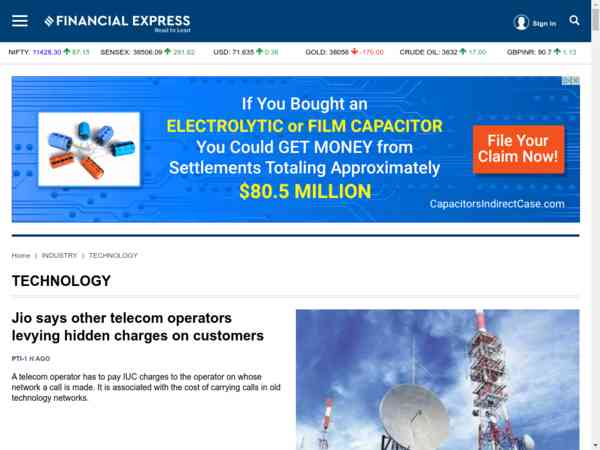 FINANCIAL EXPRESS
Read to Lead
Sign In
NIFTY: 11428.30 87.15 SENSEX: 38506.09 291.62 USD: 71.635 0.36 GOLD: 38056 -175.00 CRUDE OIL: 3832 17.00 GBPINR: 90.7 1.13
If You Bought an
ELECTROLYTIC or FILM CAPACITOR
You Could GET MONEY from
Settlements Totaling Approximately
$80.5 MILLION
File Your
Claim Now!
CapacitorsIndirectCase.com
Home | INDUSTRY | TECHNOLOGY
TECHNOLOGY
Jio says other telecom operators
levying hidden charges on customers
PTI-1 H AGO
A telecom operator has to pay IUC charges to the operator on whose
network a call is made. It is associated with the cost of carrying calls in old
technology networks.